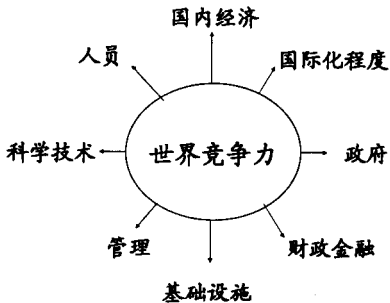 国内经济
人员
国际化程度
科学技术
世界竞争力
政府
管理
财政金融
基础设施